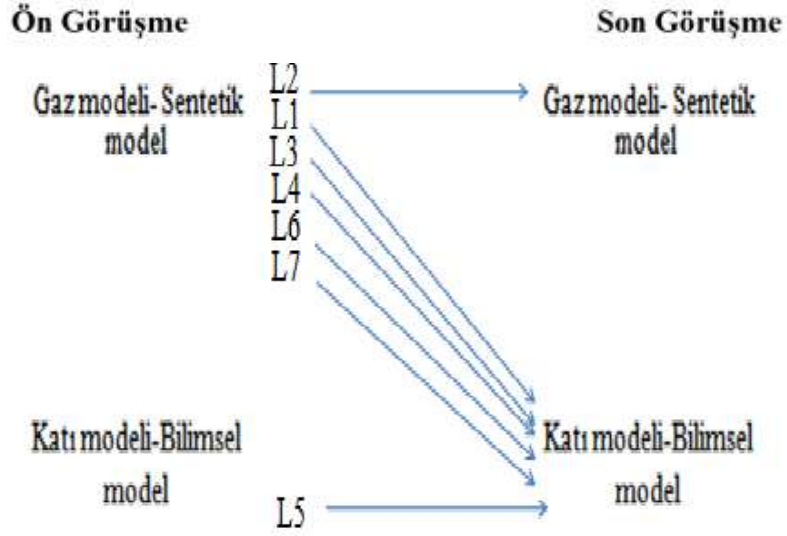 Ön Görüşme
Son Görüşme
Gaz modeli- Sentetik
model
L2
L1
L3
L4
L6
L7
Gaz modeli- Sentetik
model
Katı modeli-Bilimsel
model
L5
Katı modeli-Bilimsel
model